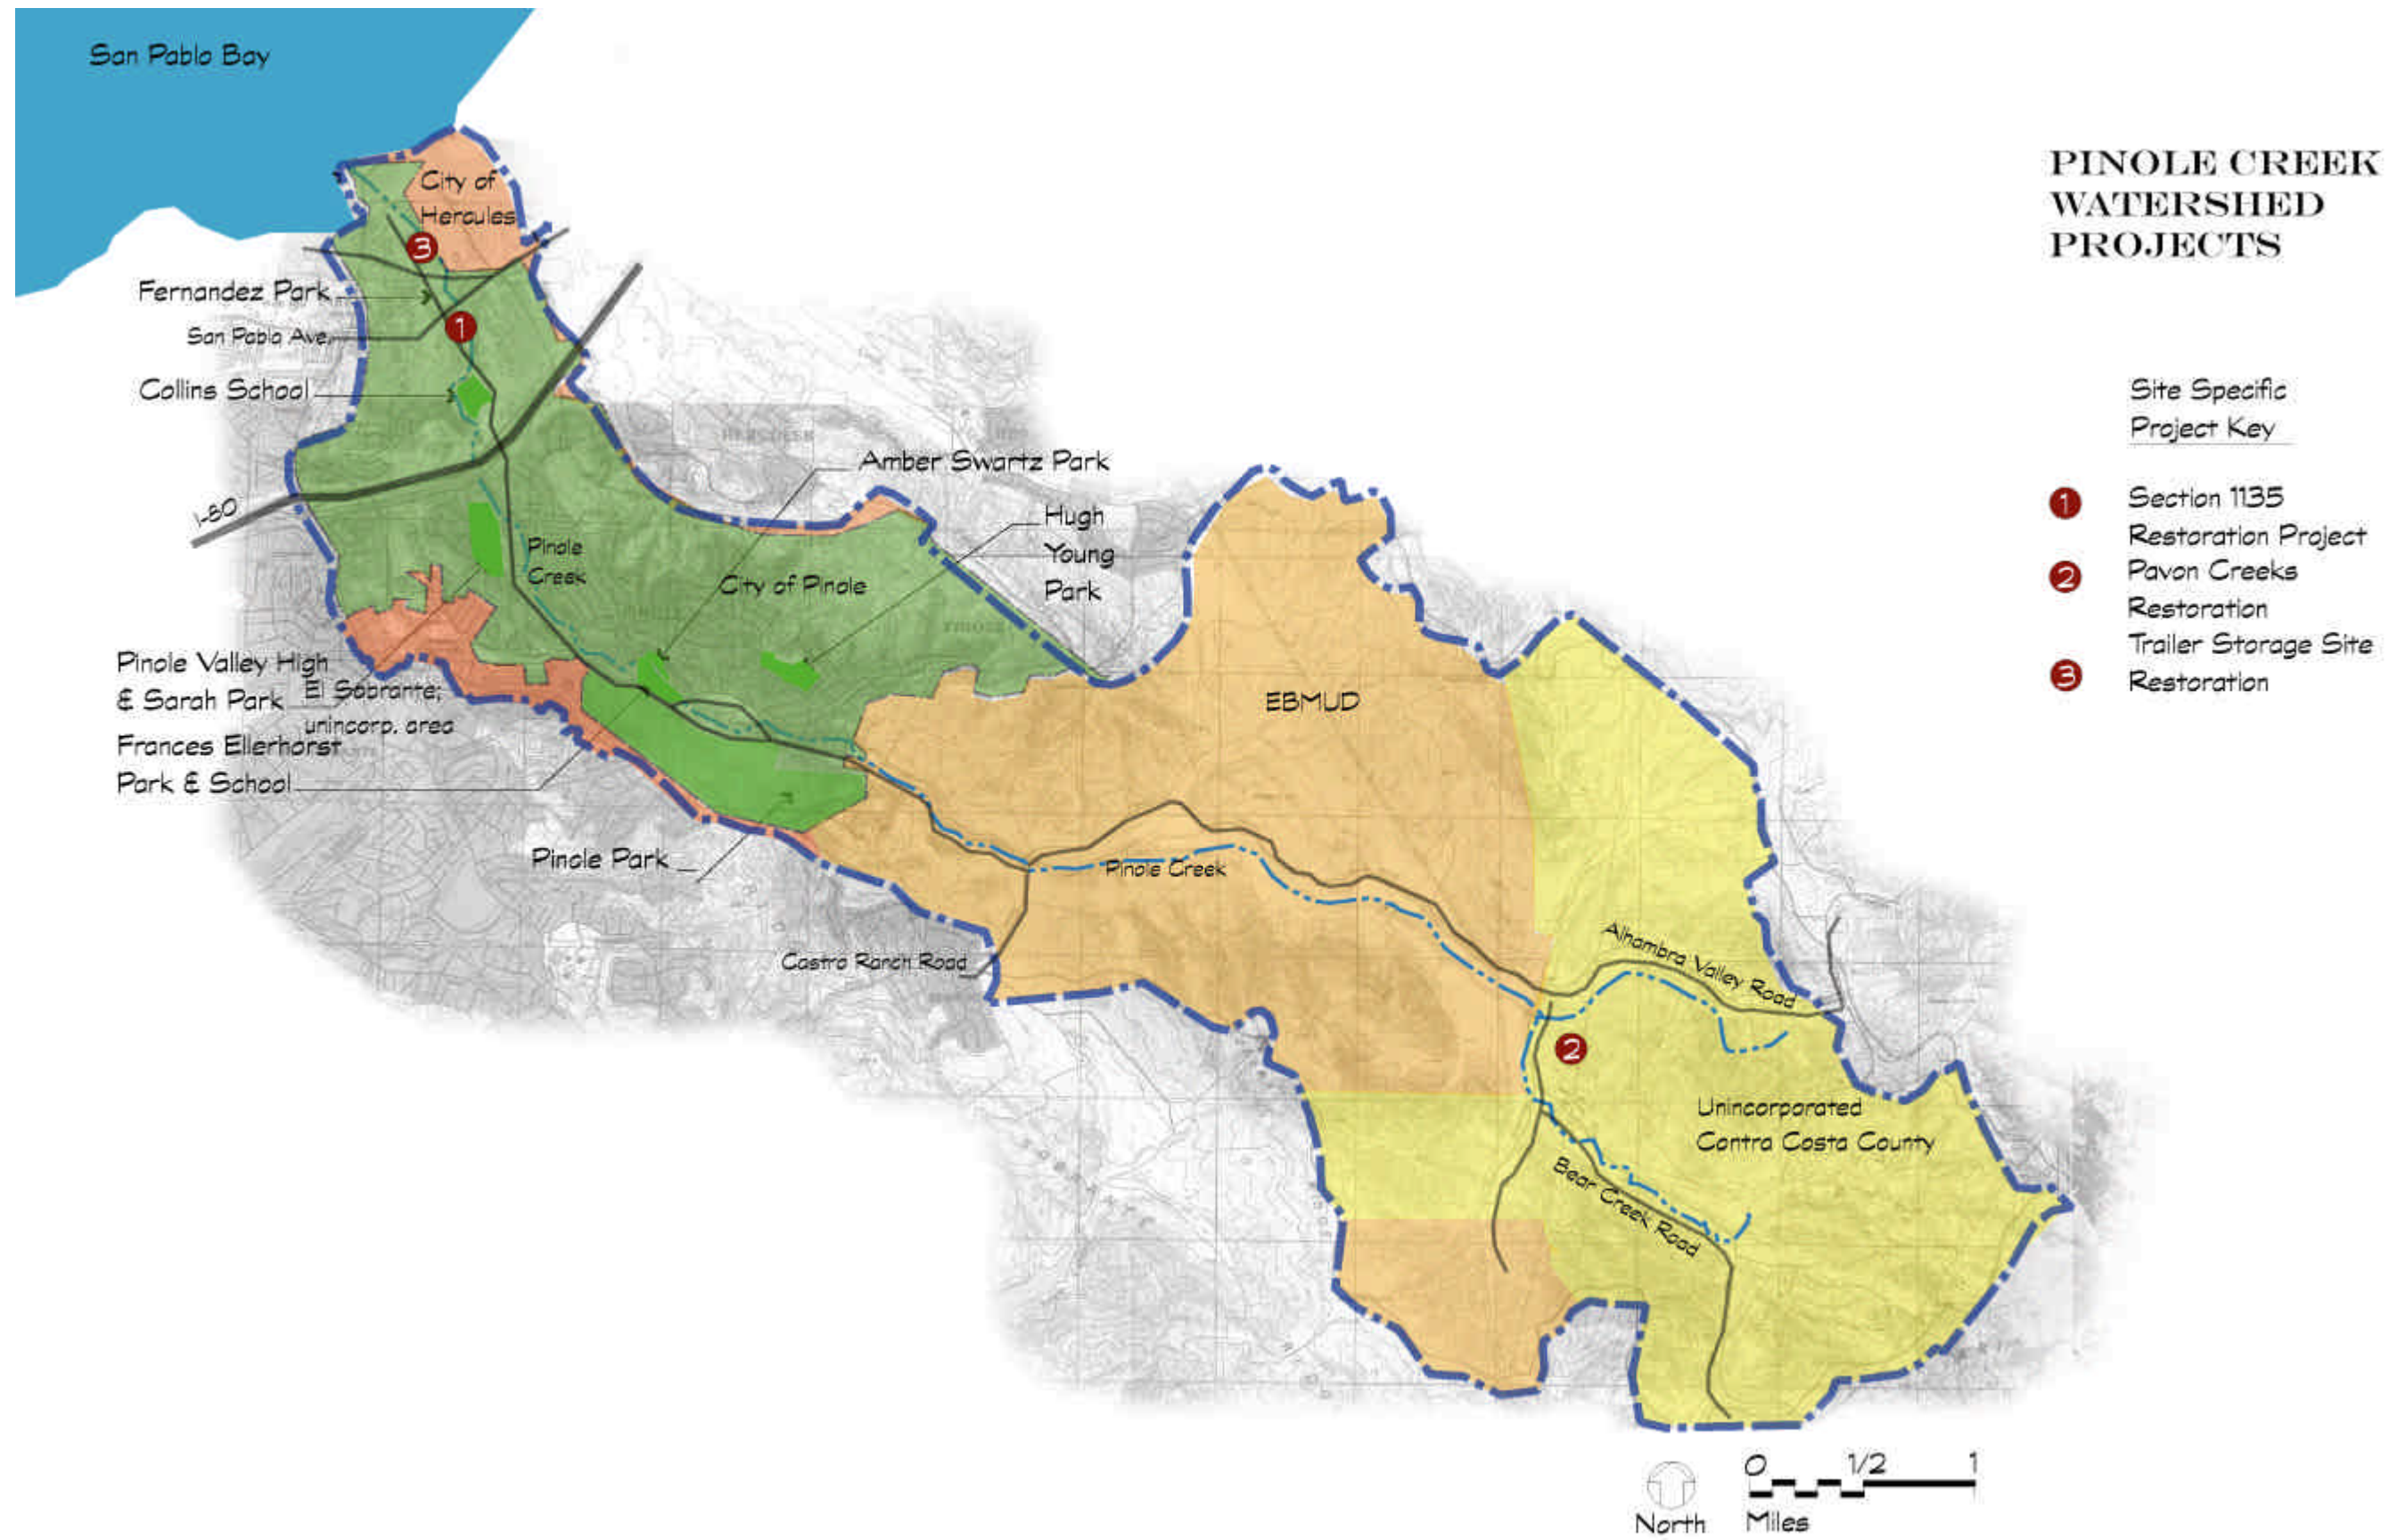 San Pablo Bay
PINOLE CREEK
WATERSHED
PROJECTS
City of
Hercules
3
Fernandez Park
San Pablo Ave.
1
Collins School
Site Specific
Project Key
1
Section 1135
Restoration Project
2
Pavon Creeks
Restoration
3
Trailer Storage Site
Restoration
Amber Swartz Park
I-80
Hugh
Young
Park
Pinole
Creek
City of Pinole
Pinole Valley High
& Sarah Park
El Sobrante;
unincorp. area
Frances Ellerhorst
Park & School
EBMUD
Pinole Park
Pinole Creek
Castro Ranch Road
Alhambra Valley Road
2
Unincorporated
Contra Costa County
Bear Creek Road
0 1/2 1
North
Miles